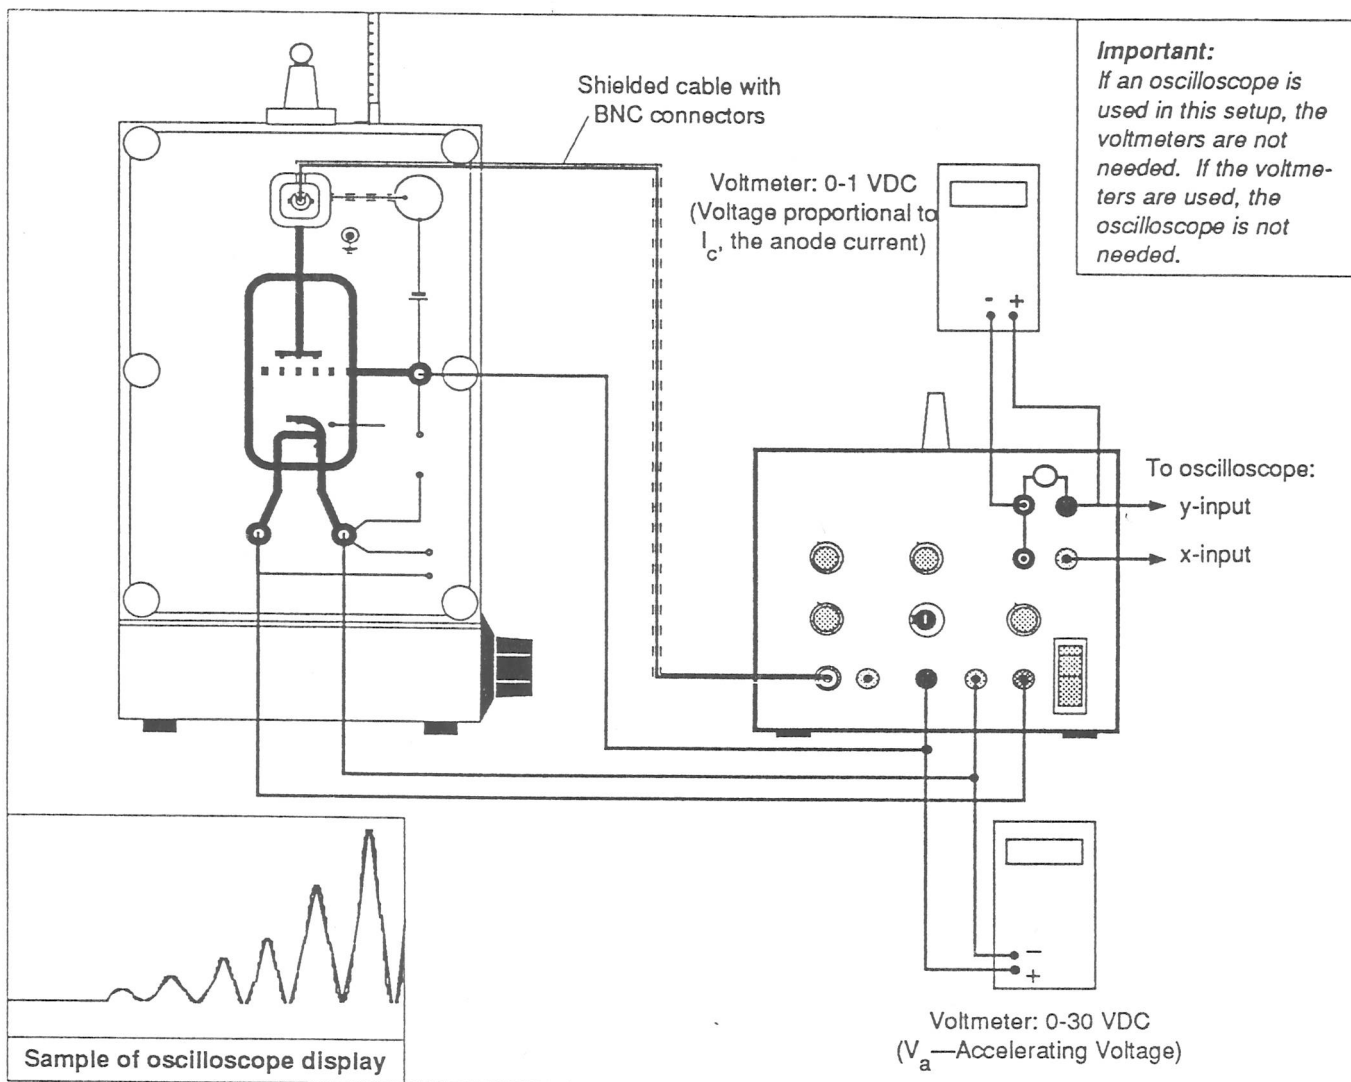 Shielded cable with
BNC connectors
Important:
If an oscilloscope is
used in this setup, the
voltmeters are not
needed. If the voltme-
ters are used, the
oscilloscope is not
needed.
Voltmeter: 0-1 VDC
(Voltage proportional to
I_c, the anode current)
- +
To oscilloscope:
y-input
x-input
−
+
Voltmeter: 0-30 VDC
(V_a—Accelerating Voltage)
Sample of oscilloscope display